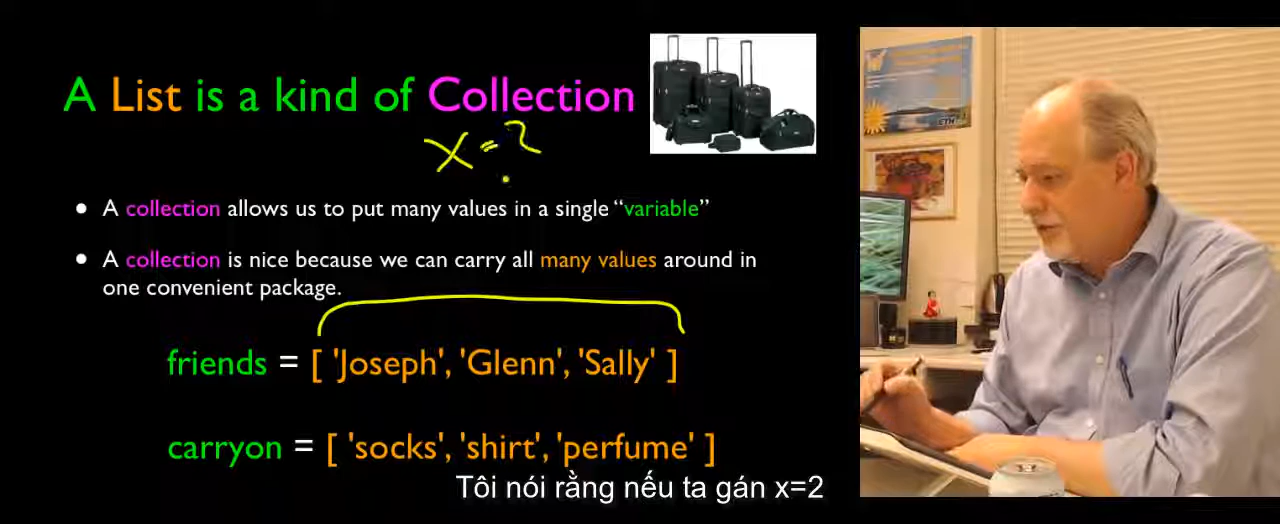 A List is a kind of Collection
x = ?
● A collection allows us to put many values in a single “variable”
● A collection is nice because we can carry all many values around in
one convenient package.
friends = [ 'Joseph', 'Glenn', 'Sally' ]
carryon = [ 'socks', 'shirt', 'perfume' ]
Tôi nói rằng nếu ta gán x=2